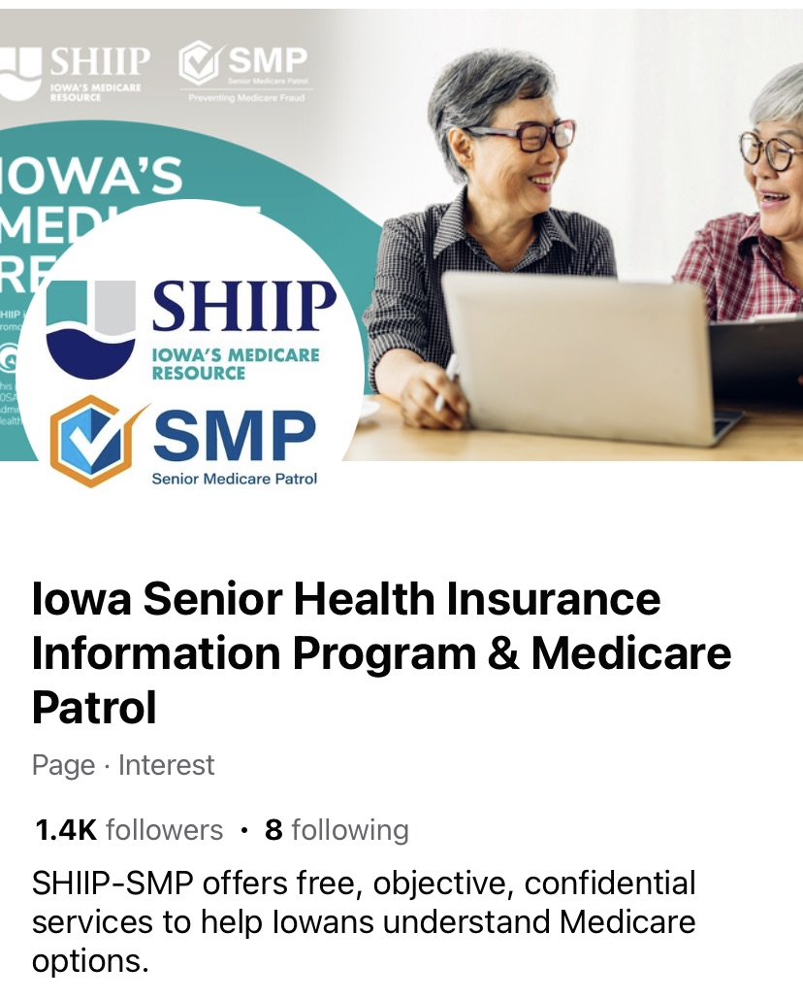 SHIIP
IOWA'S MEDICARE
RESOURCE
SMP
Senior Medicare Patrol
Preventing Medicare Fraud
IOWA'S
SHIIP
IOWA'S MEDICARE
RESOURCE
SMP
Senior Medicare Patrol
Iowa Senior Health Insurance
Information Program & Medicare
Patrol
Page · Interest
1.4K followers · 8 following
SHIIP-SMP offers free, objective, confidential
services to help Iowans understand Medicare
options.